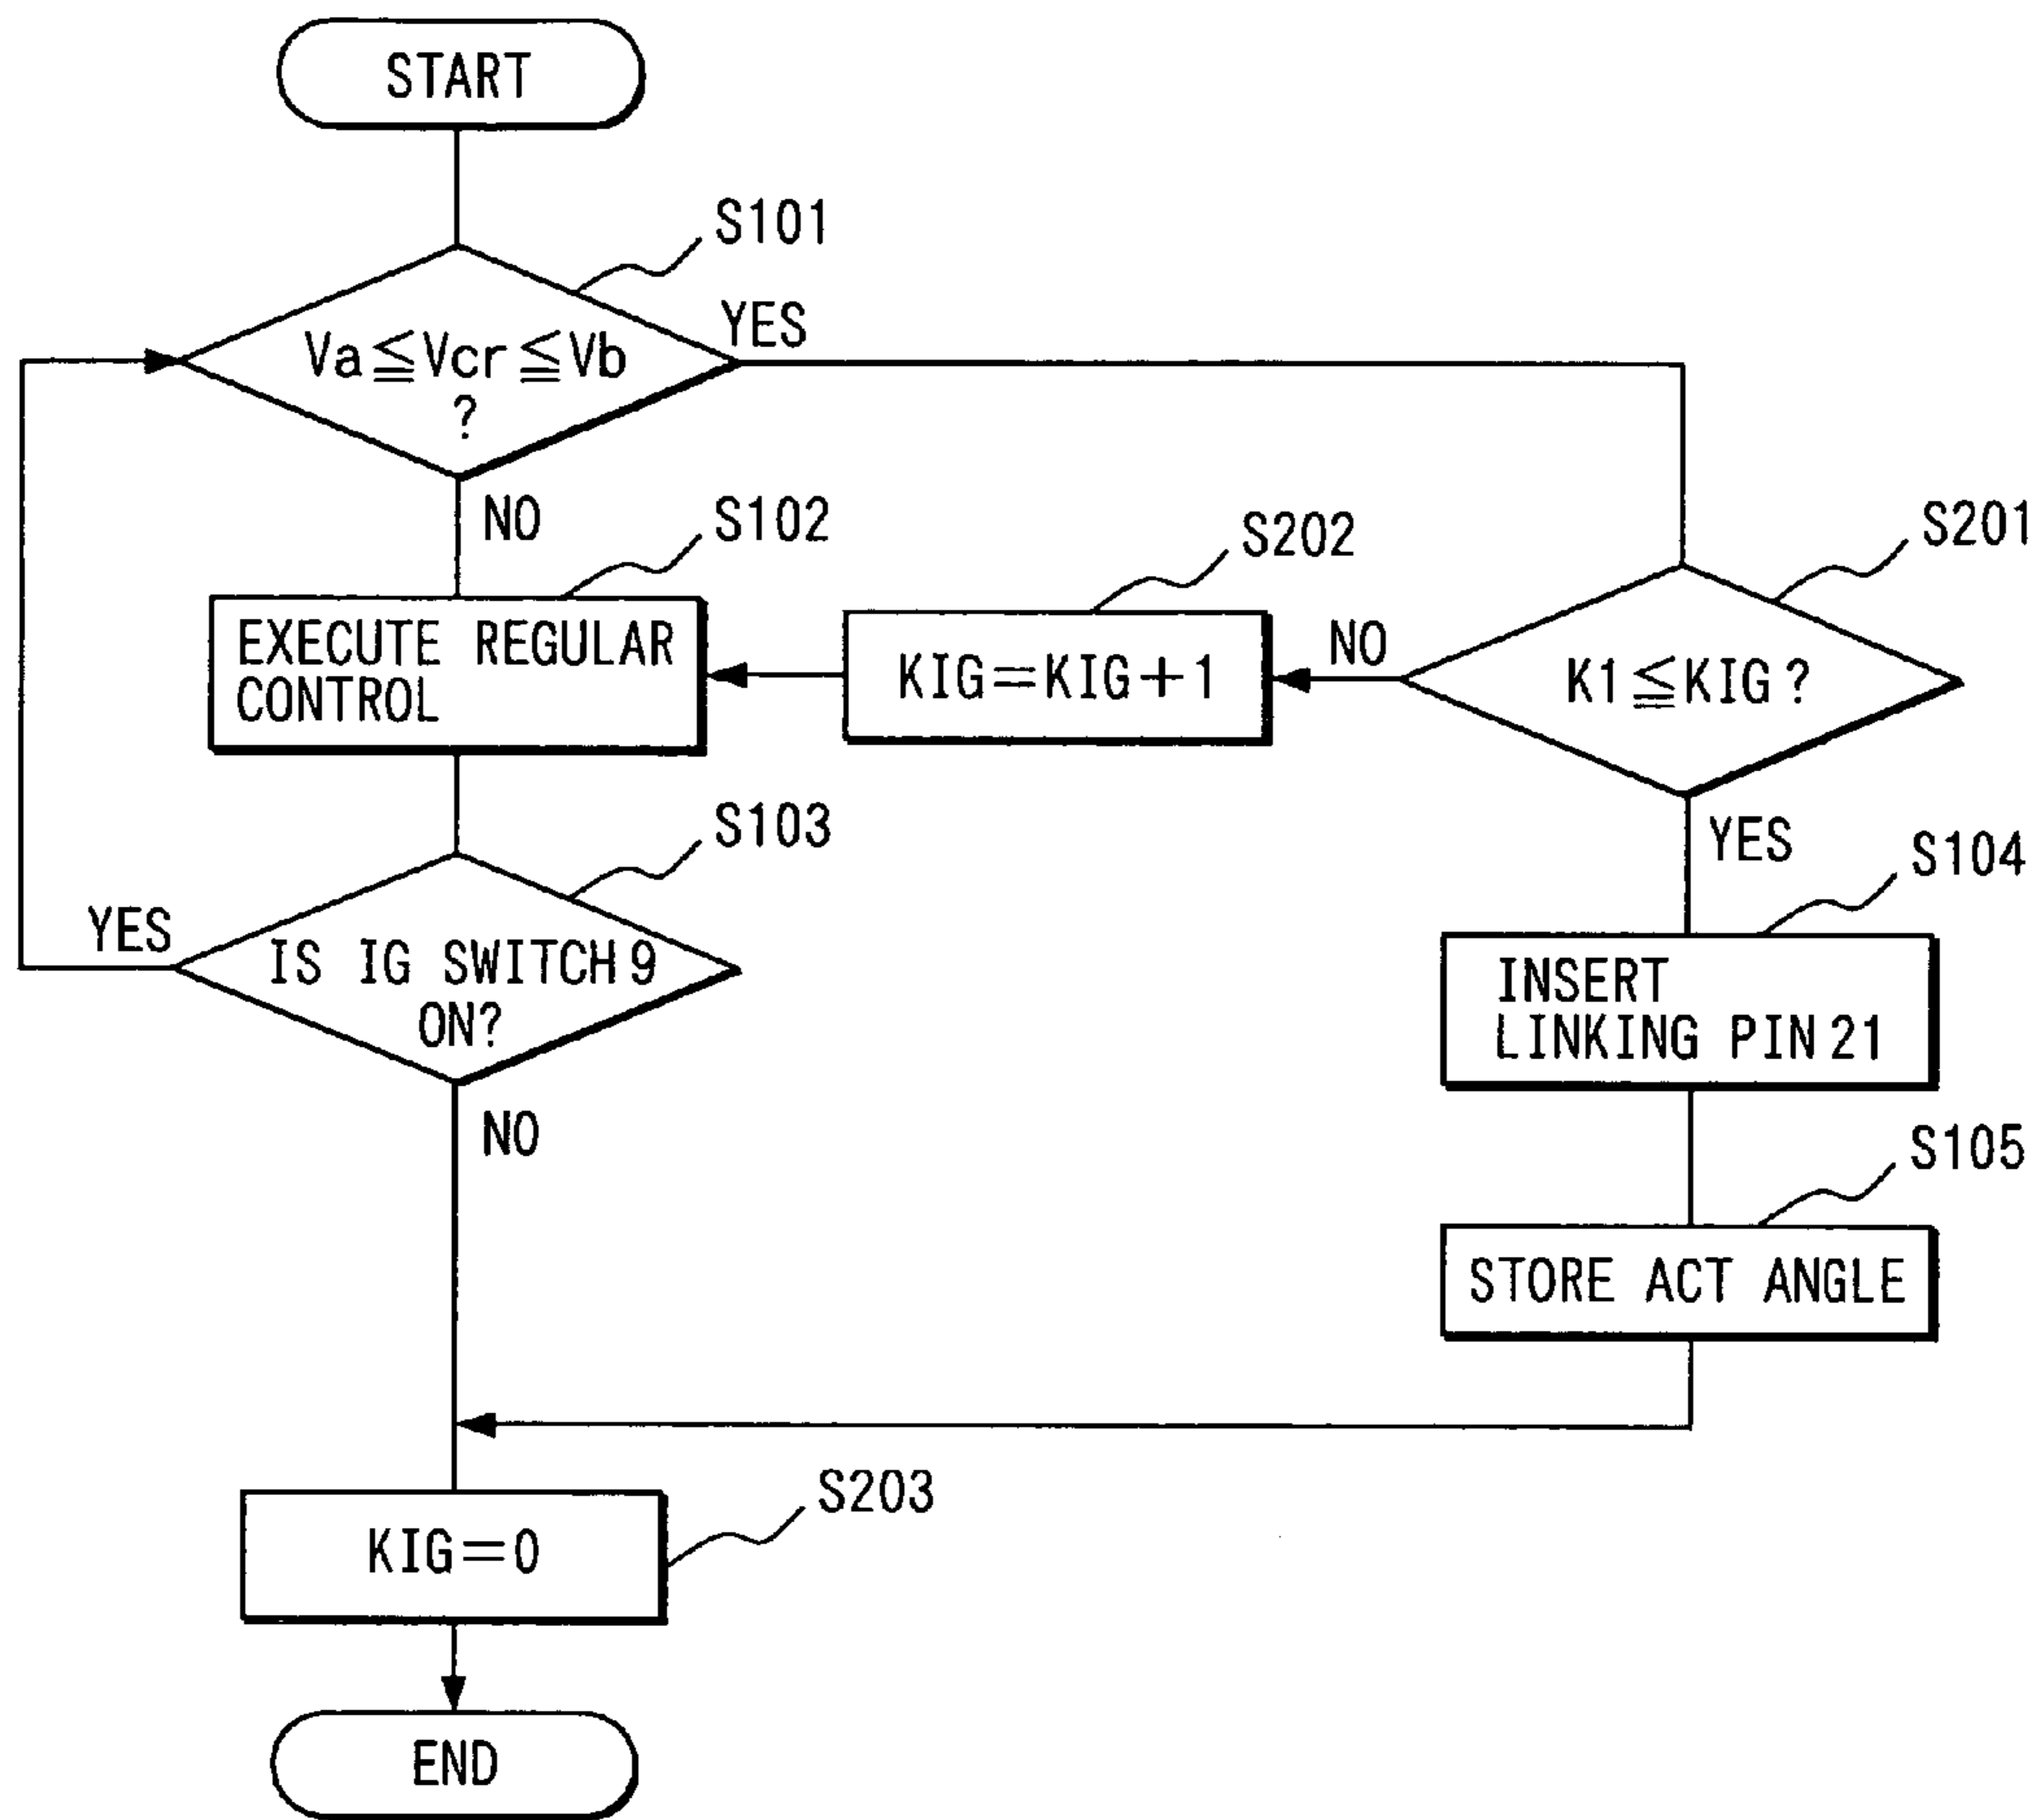 START
S101
Va≦Vcr≦Vb
?
YES
NO
S102
EXECUTE REGULAR
CONTROL
S202
KIG=KIG+1
NO
S201
K1≦KIG?
YES
S103
IS IG SWITCH 9
ON?
YES
NO
S104
INSERT
LINKING PIN 21
S105
STORE ACT ANGLE
S203
KIG=0
END